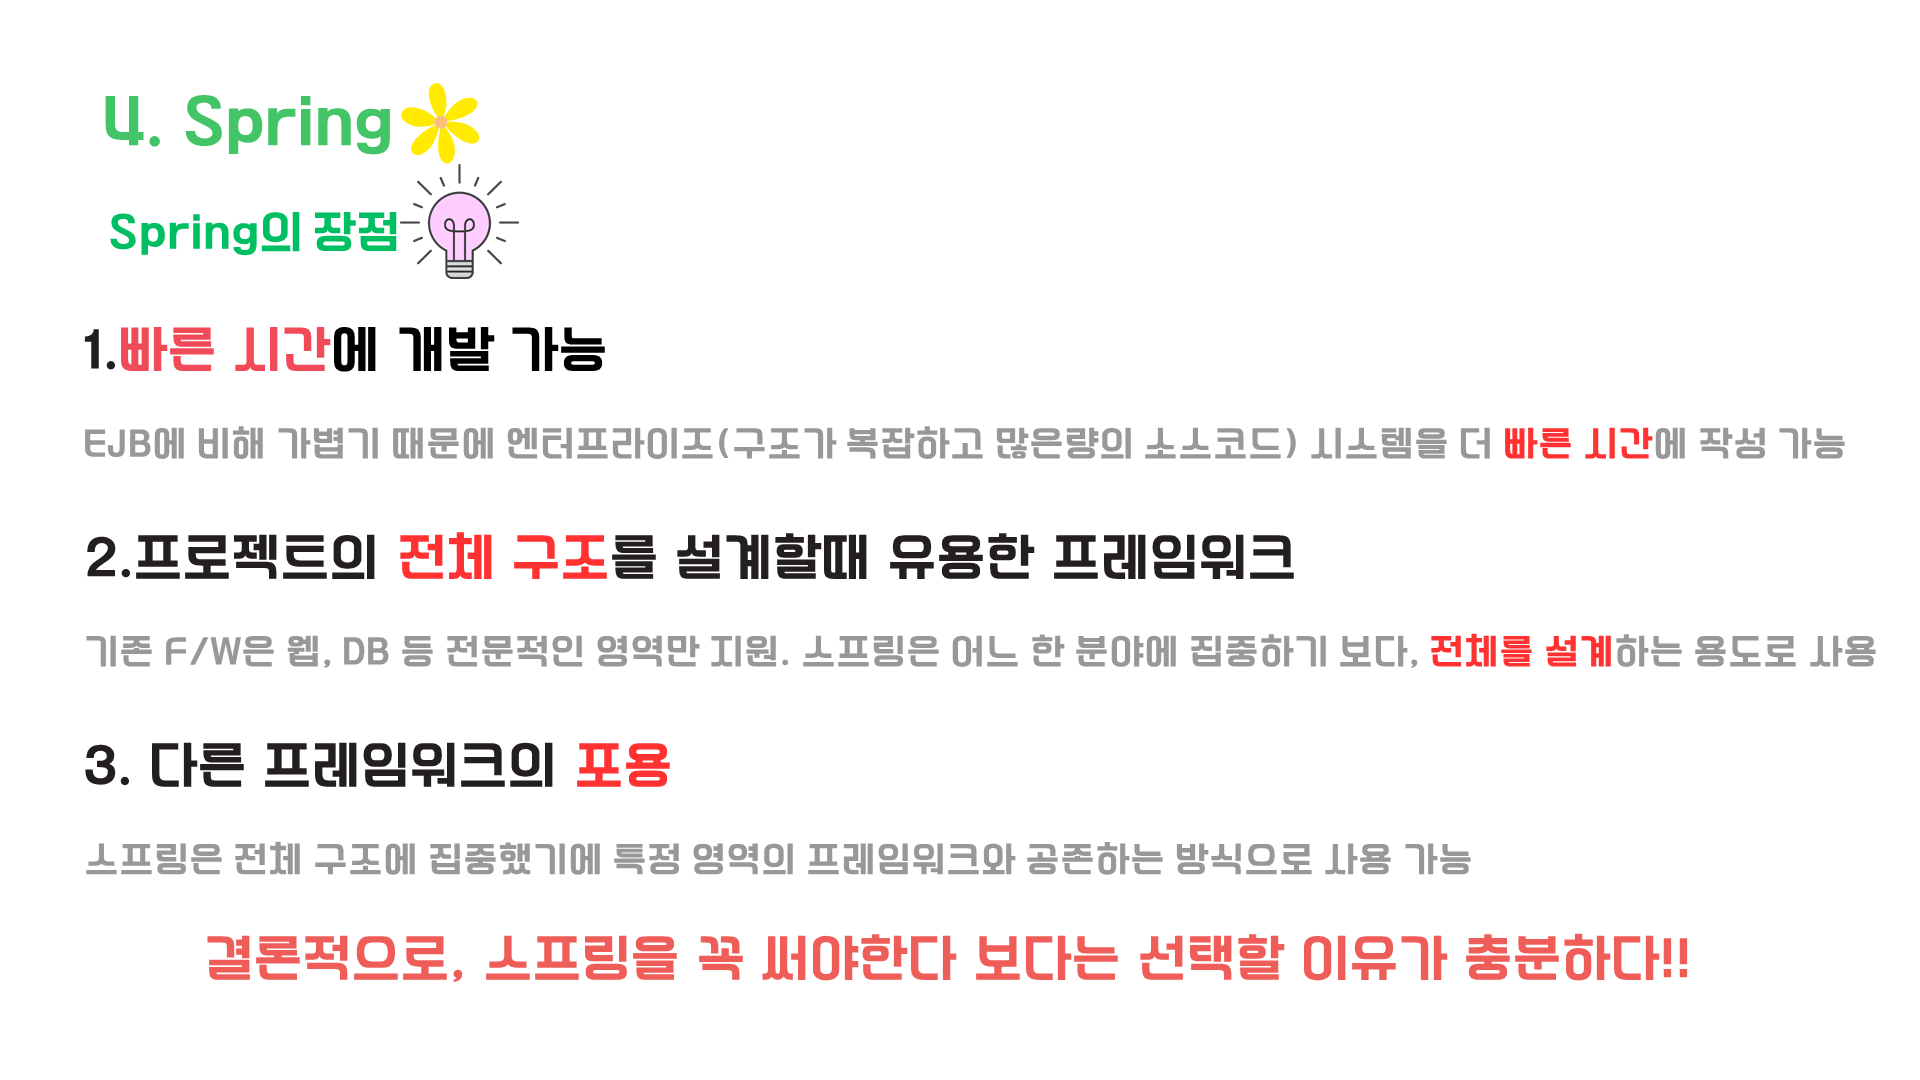 4. Spring
Spring의 장점
1.빠른 시간에 개발 가능
EJB에 비해 가볍기 때문에 엔터프라이즈(구조가 복잡하고 많은량의 소스코드) 시스템을 더 빠른 시간에 작성 가능
2.프로젝트의 전체 구조를 설계할때 유용한 프레임워크
기존 F/W은 웹, DB 등 전문적인 영역만 지원. 스프링은 어느 한 분야에 집중하기 보다, 전체를 설계하는 용도로 사용
3. 다른 프레임워크의 포용
스프링은 전체 구조에 집중했기에 특정 영역의 프레임워크와 공존하는 방식으로 사용 가능
결론적으로, 스프링을 꼭 써야한다 보다는 선택할 이유가 충분하다!!